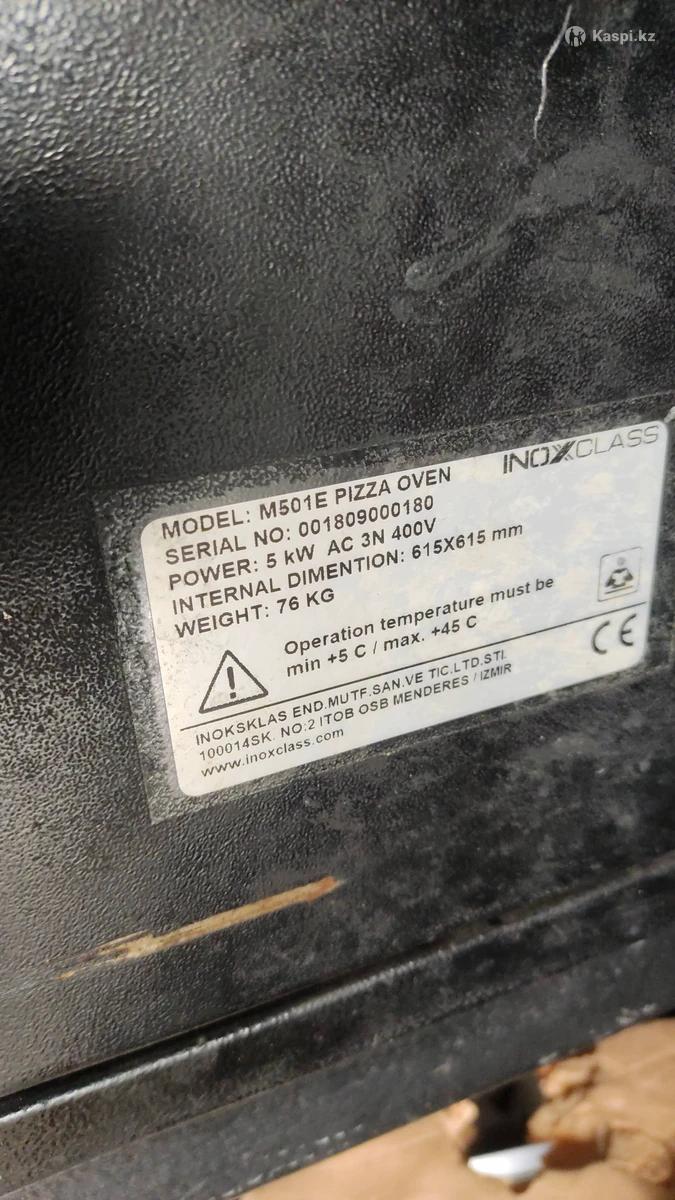 Kaspi.kz
INOXCLASS
MODEL: M501E PIZZA OVEN
SERIAL NO: 001809000180
POWER: 5 kW AC 3N 400V
INTERNAL DIMENTION: 615X615 mm
WEIGHT: 76 KG
Operation temperature must be
min +5 C / max. +45 C
CE
INOKSKLAS END.MUTF.SAN.VE TIC.LTD.STI.
100014SK. NO:2 ITOB OSB MENDERES / IZMIR
www.inoxclass.com